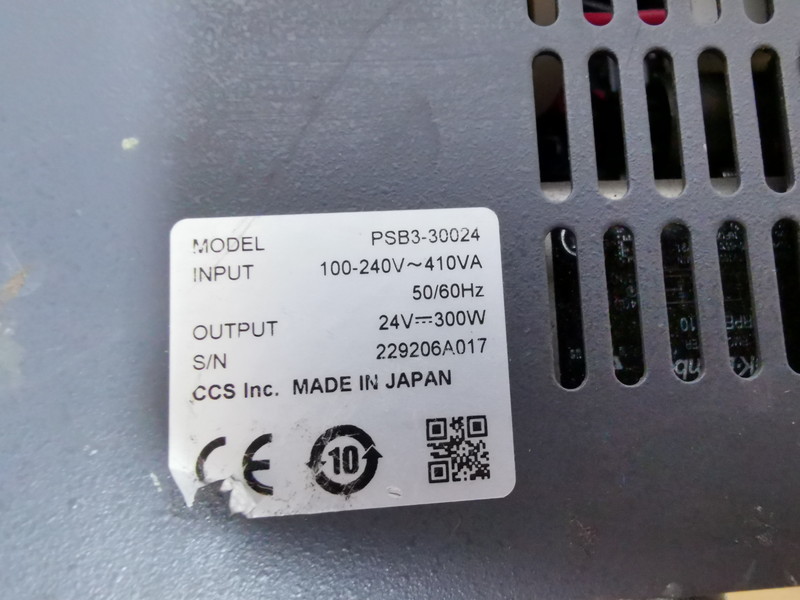 MODEL PSB3-30024
INPUT 100-240V～410VA
50/60Hz
OUTPUT 24V⎓300W
S/N 229206A017
CCS Inc. MADE IN JAPAN
CE 10